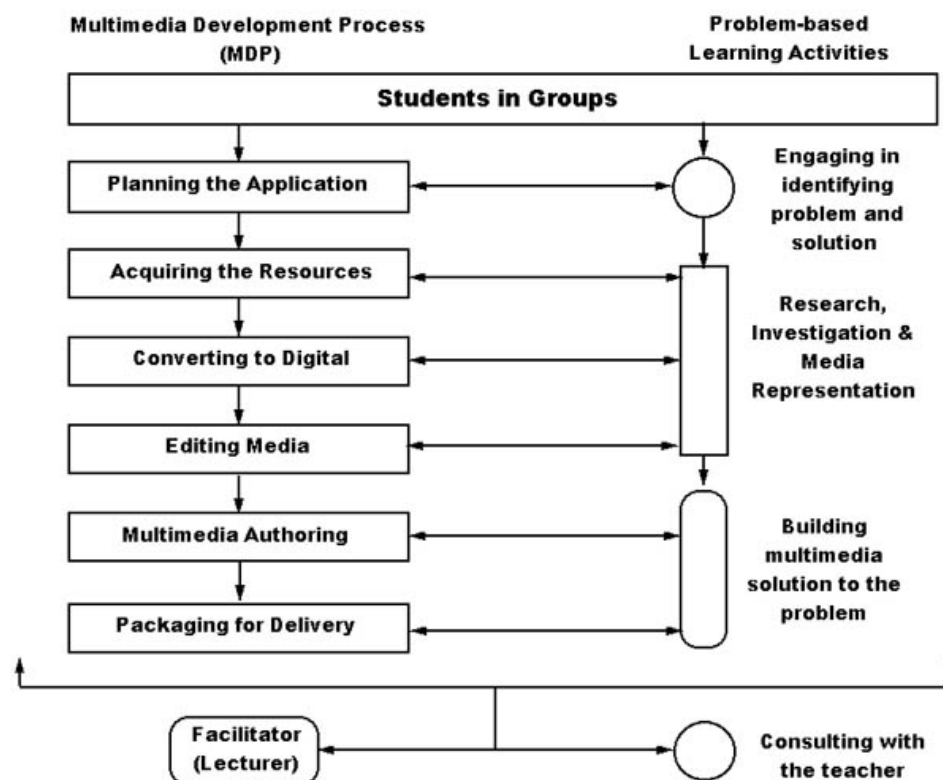 Multimedia Development Process
(MDP)
Problem-based
Learning Activities
Students in Groups
Planning the Application
Engaging in
identifying
problem and
solution
Acquiring the Resources
Research,
Investigation &
Media
Representation
Converting to Digital
Editing Media
Multimedia Authoring
Building
multimedia
solution to the
problem
Packaging for Delivery
Facilitator
(Lecturer)
Consulting with
the teacher